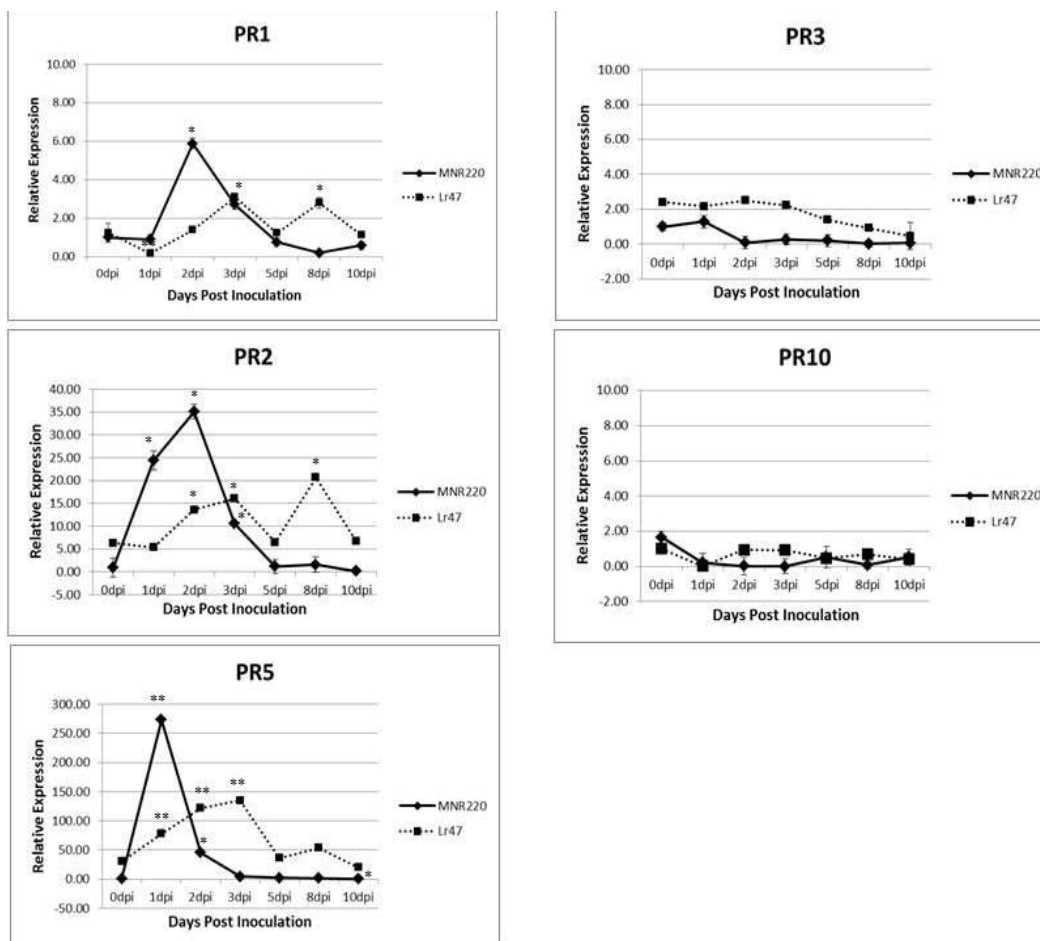 PR1
10.00
8.00
6.00
4.00
2.00
0.00
Relative Expression
*
*
*
**
0dpi 1dpi 2dpi 3dpi 5dpi 8dpi 10dpi
Days Post Inoculation
MNR220
Lr47
PR3
10.00
8.00
6.00
4.00
2.00
0.00
-2.00
Relative Expression
0dpi 1dpi 2dpi 3dpi 5dpi 8dpi 10dpi
Days Post Inoculation
MNR220
Lr47
PR2
40.00
35.00
30.00
25.00
20.00
15.00
10.00
5.00
0.00
-5.00
Relative Expression
*
*
*
*
*
*
0dpi 1dpi 2dpi 3dpi 5dpi 8dpi 10dpi
Days Post Inoculation
MNR220
Lr47
PR10
10.00
8.00
6.00
4.00
2.00
0.00
-2.00
Relative Expression
0dpi 1dpi 2dpi 3dpi 5dpi 8dpi 10dpi
Days Post Inoculation
MNR220
Lr47
PR5
300.00
250.00
200.00
150.00
100.00
50.00
0.00
-50.00
Relative Expression
**
**
**
**
*
*
0dpi 1dpi 2dpi 3dpi 5dpi 8dpi 10dpi
Days Post Inoculation
MNR220
Lr47